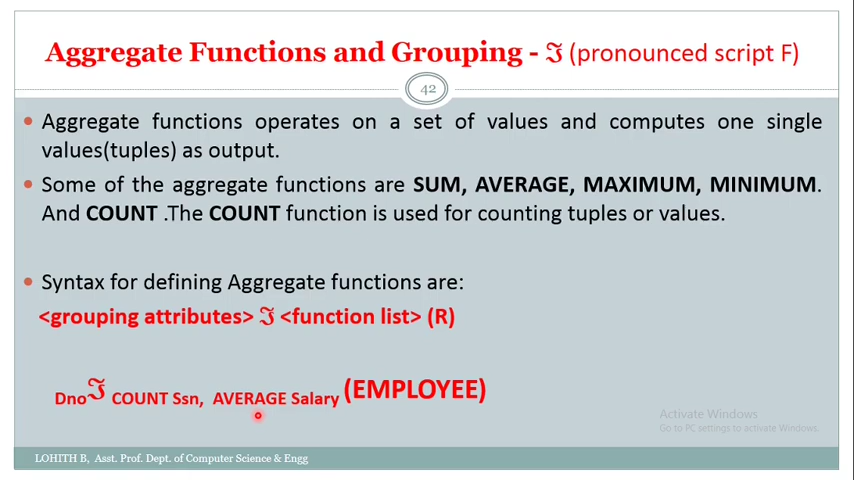 Aggregate Functions and Grouping - ℑ (pronounced script F)
42
Aggregate functions operates on a set of values and computes one single
values(tuples) as output.
Some of the aggregate functions are SUM, AVERAGE, MAXIMUM, MINIMUM.
And COUNT .The COUNT function is used for counting tuples or values.
Syntax for defining Aggregate functions are:
<grouping attributes> ℑ <function list> (R)
Dno ℑ COUNT Ssn, AVERAGE Salary (EMPLOYEE)
Activate Windows
Go to PC settings to activate Windows.
LOHITH B, Asst. Prof. Dept. of Computer Science & Engg